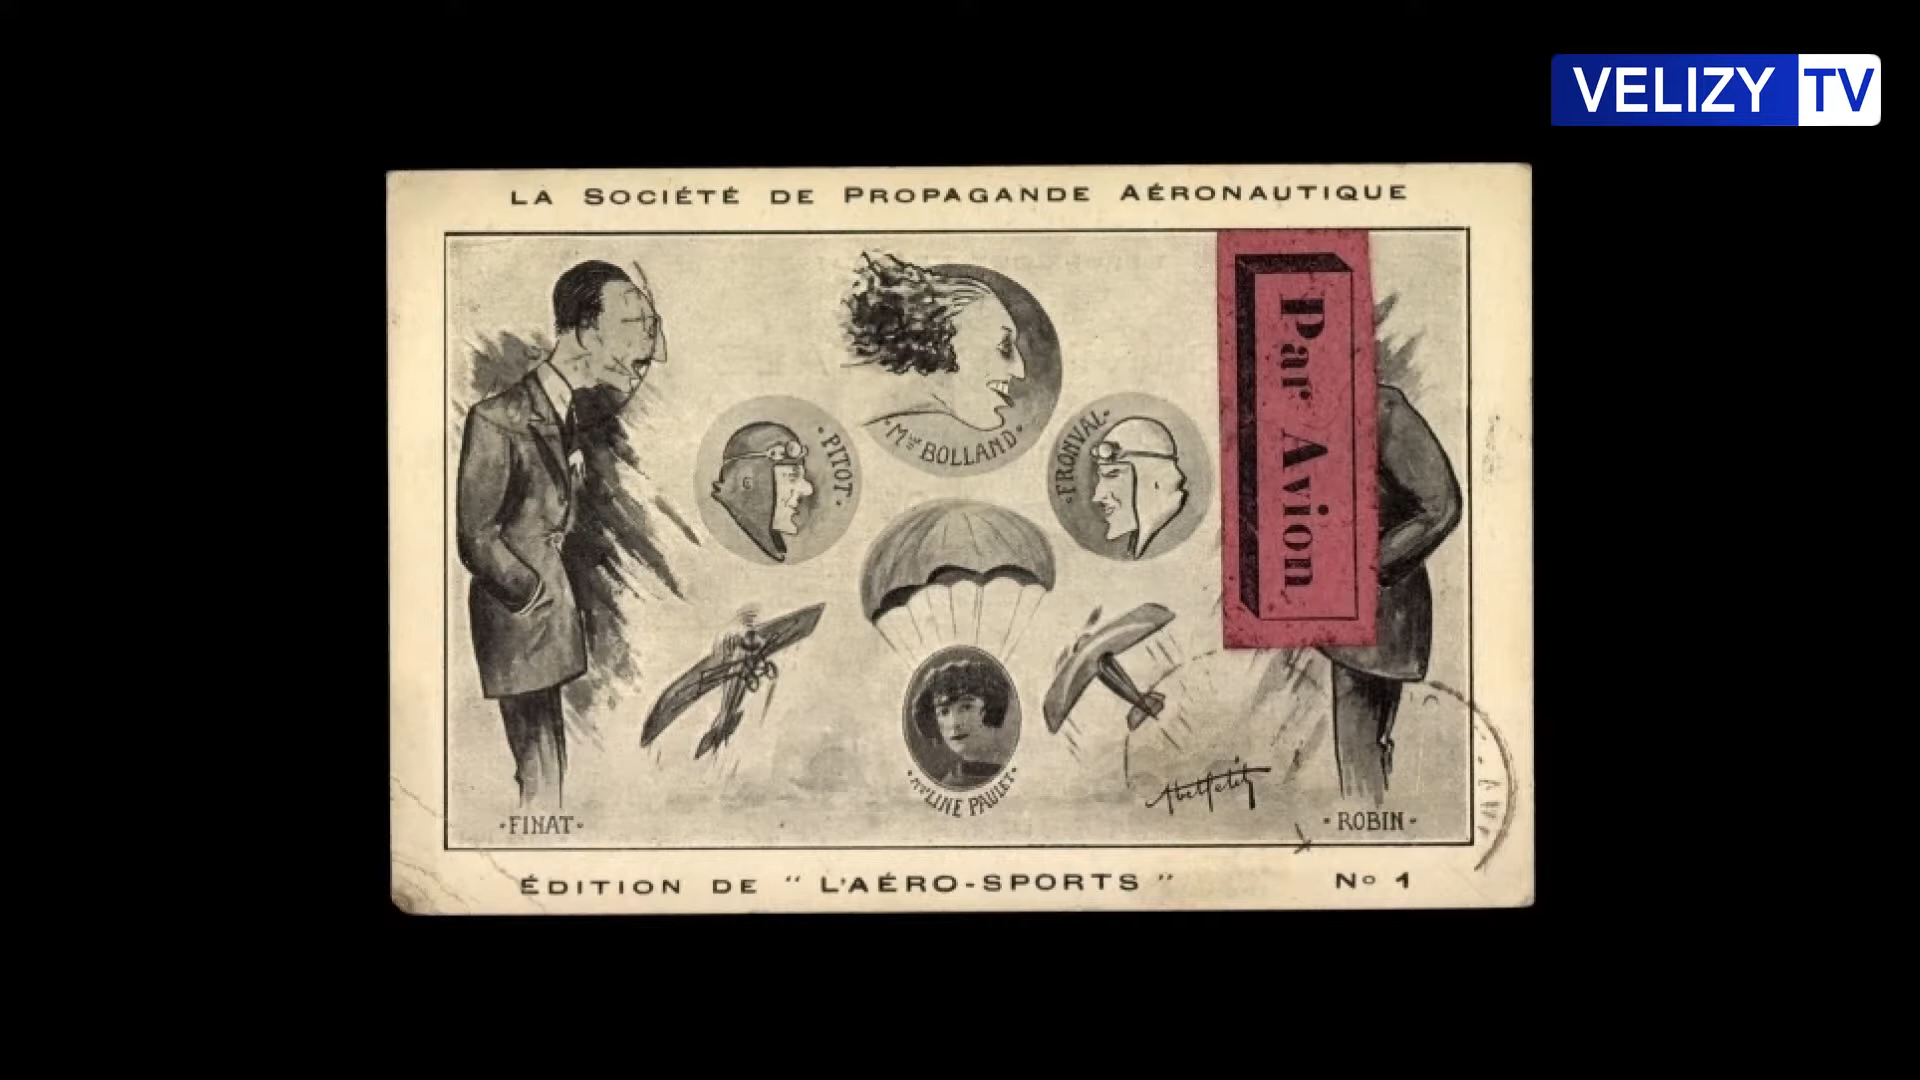 VELIZY TV
LA SOCIÉTÉ DE PROPAGANDE AÉRONAUTIQUE
Par Avion
Mme BOLLAND
PITOT
FRONVAL
LINE PAULET
FINAT
ROBIN
ÉDITION DE " L'AÉRO-SPORTS "
No 1